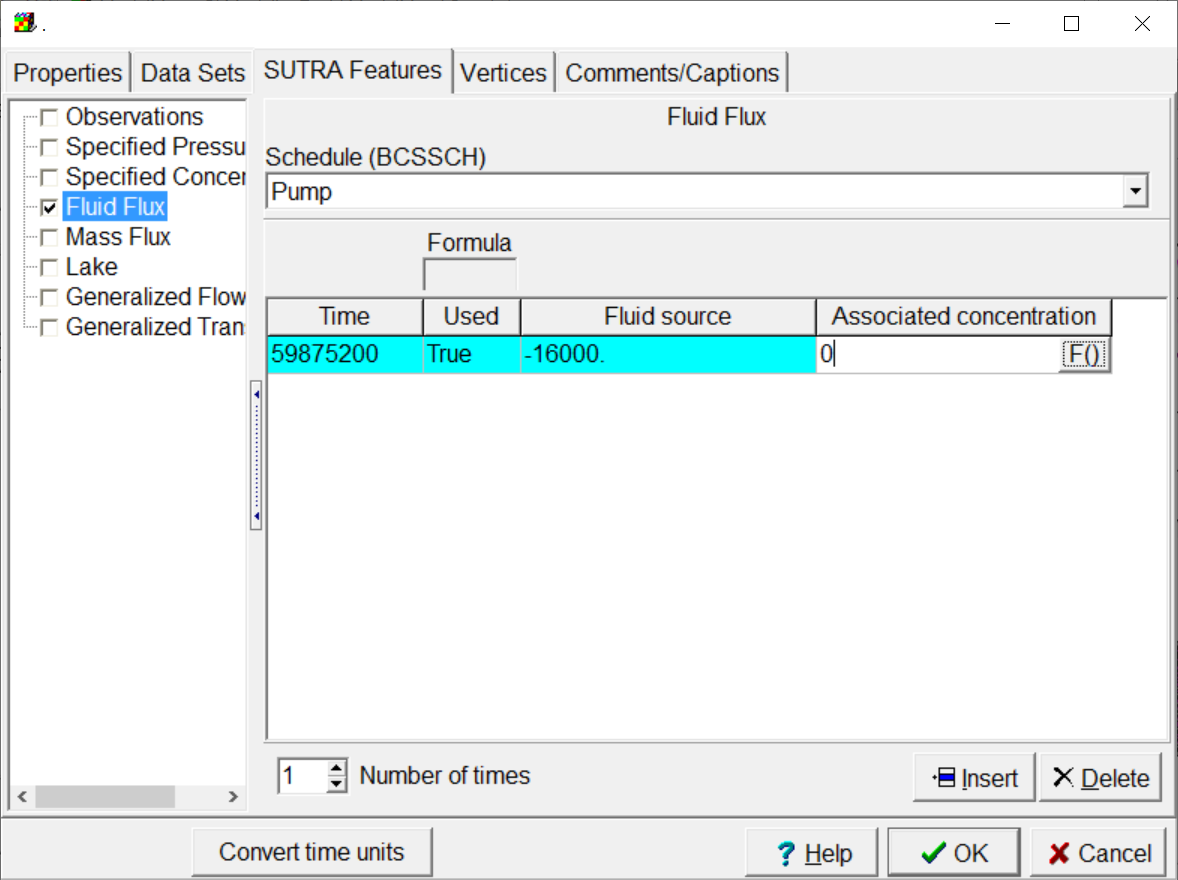 .
Properties Data Sets SUTRA Features Vertices Comments/Captions
Observations
Specified Pressu
Specified Concer
Fluid Flux
Mass Flux
Lake
Generalized Flow
Generalized Tran
Fluid Flux
Schedule (BCSSCH)
Pump
Formula
Time Used Fluid source Associated concentration
59875200 True -16000. 0 F()
1 Number of times
Insert Delete
Convert time units
Help OK Cancel